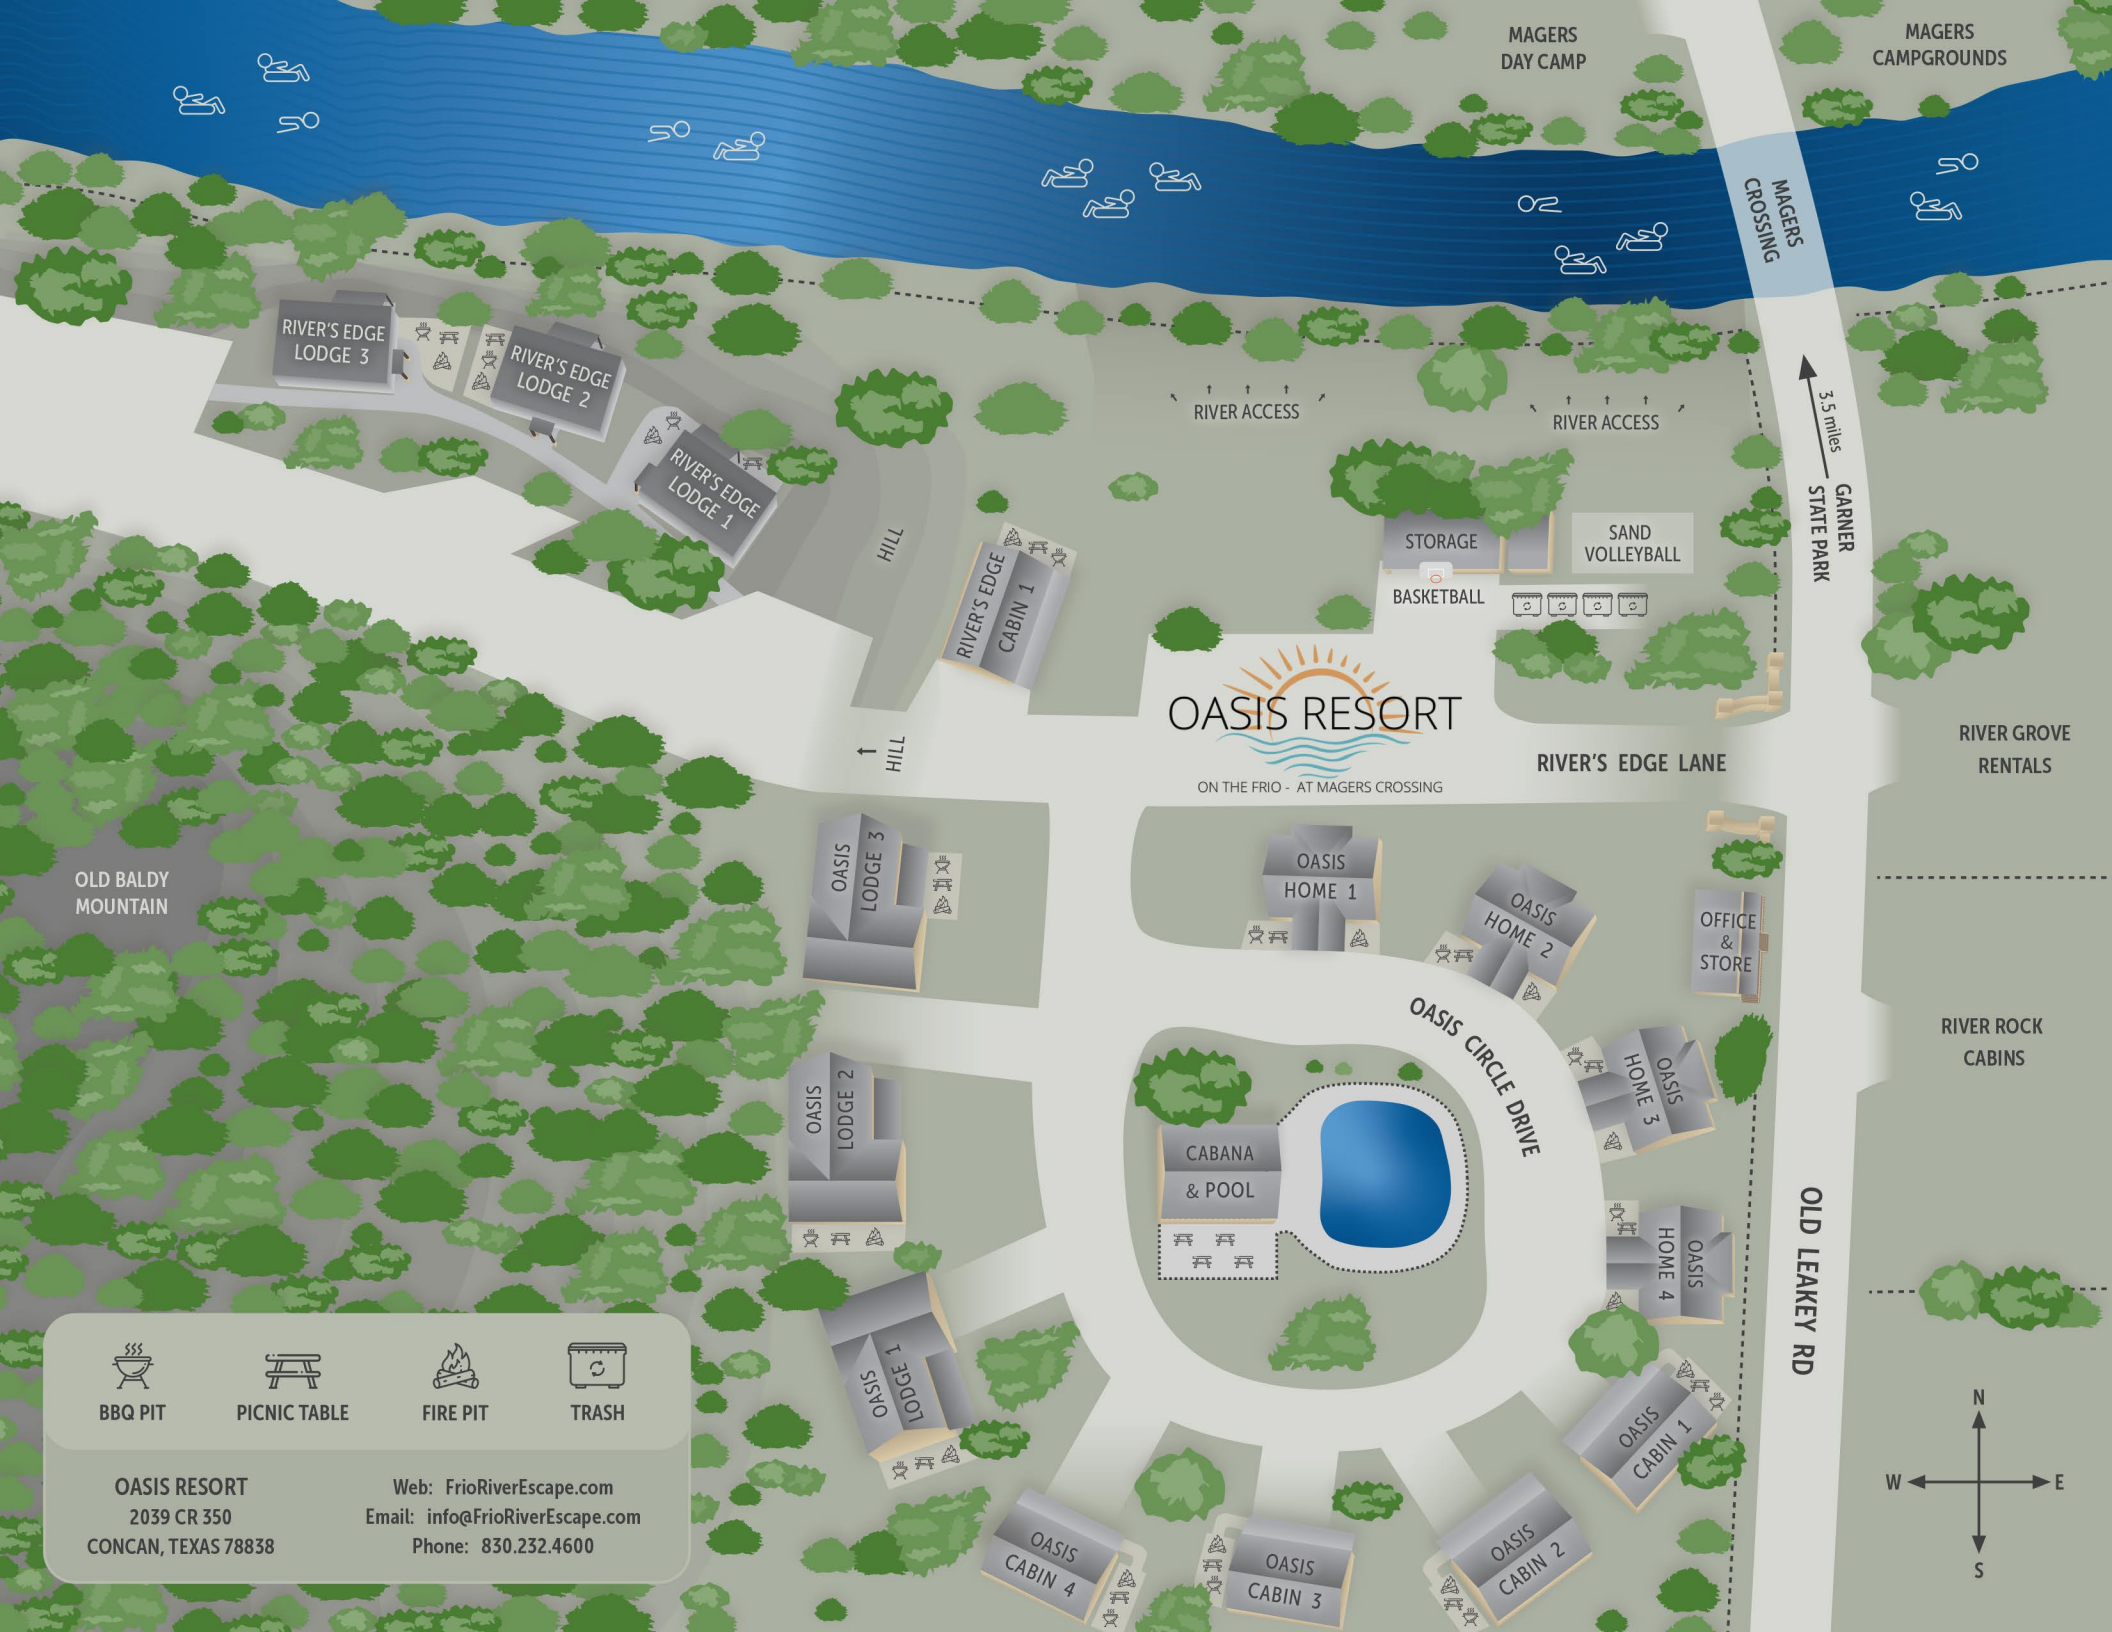 MAGERS
DAY CAMP
MAGERS
CAMPGROUNDS
MAGERS
CROSSING
RIVER'S EDGE
LODGE 3
RIVER'S EDGE
LODGE 2
RIVER'S EDGE
LODGE 1
HILL
RIVER'S EDGE
CABIN 1
RIVER ACCESS
RIVER ACCESS
3.5 miles
GARNER
STATE PARK
STORAGE
SAND
VOLLEYBALL
BASKETBALL
OASIS RESORT
ON THE FRIO - AT MAGERS CROSSING
RIVER'S EDGE LANE
HILL
RIVER GROVE
RENTALS
OLD BALDY
MOUNTAIN
OASIS
LODGE 3
OASIS
HOME 1
OASIS
HOME 2
OFFICE
&
STORE
OASIS CIRCLE DRIVE
RIVER ROCK
CABINS
OASIS
LODGE 2
OASIS
HOME 3
CABANA
& POOL
OASIS
HOME 4
OLD LEAKEY RD
OASIS
LODGE 1
OASIS
CABIN 1
OASIS
CABIN 4
OASIS
CABIN 3
OASIS
CABIN 2
BBQ PIT
PICNIC TABLE
FIRE PIT
TRASH
OASIS RESORT
2039 CR 350
CONCAN, TEXAS 78838
Web: FrioRiverEscape.com
Email: info@FrioRiverEscape.com
Phone: 830.232.4600
N
W
E
S